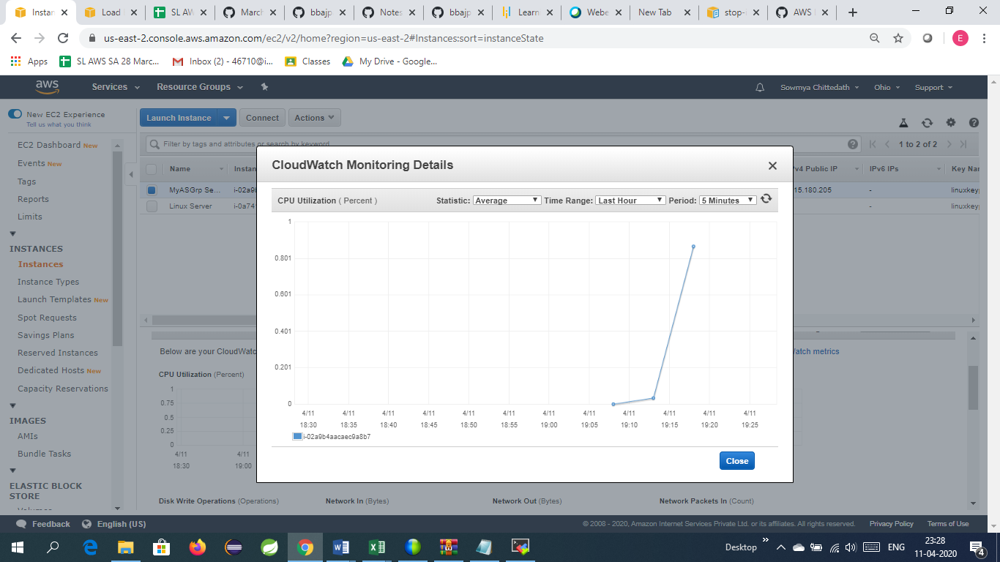 Instan
Load
SL AW
March
bbajp
Notes
bbajp
Learn
Webe
New Tab
stop-
AWS
us-east-2.console.aws.amazon.com/ec2/v2/home?region=us-east-2#Instances:sort=instanceState
E
Apps
SL AWS SA 28 Marc...
Inbox (2) - 46710@i...
Classes
My Drive - Google...
aws
Services
Resource Groups
Sowmya Chittedath
Ohio
Support
New EC2 Experience
Tell us what you think
Launch Instance
Connect
Actions
EC2 Dashboard New
Events New
Tags
Reports
Limits
INSTANCES
Instances
Instance Types
Launch Templates New
Spot Requests
Savings Plans
Reserved Instances
Dedicated Hosts New
Capacity Reservations
IMAGES
AMIs
Bundle Tasks
ELASTIC BLOCK
STORE
Volumes
Filter by tags and attributes or search by keyword
1 to 2 of 2
Name
Instan
Pv4 Public IP
IPv6 IPs
Key Nam
MyASGrp Se...
i-02a9b
15.180.205
-
linuxkeyp
Linux Server
i-0a741
-
linuxkeyp
CloudWatch Monitoring Details
CPU Utilization ( Percent )
Statistic: Average
Time Range: Last Hour
Period: 5 Minutes
1
0.801
0.601
0.401
0.201
0
4/11 4/11 4/11 4/11 4/11 4/11 4/11 4/11 4/11 4/11 4/11 4/11
18:30 18:35 18:40 18:45 18:50 18:55 19:00 19:05 19:10 19:15 19:20 19:25
i-02a9b4aacaec9a8b7
Close
Below are your CloudWatc
Watch metrics
CPU Utilization (Percent)
1
0.75
0.5
0.25
0
4/11 4/11
18:30 19:00
Disk Write Operations (Operations)
Network In (Bytes)
Network Out (Bytes)
Network Packets In (Count)
Feedback
English (US)
© 2008 - 2020, Amazon Internet Services Private Ltd. or its affiliates. All rights reserved.
Privacy Policy
Terms of Use
Desktop
ENG
23:28
11-04-2020
4